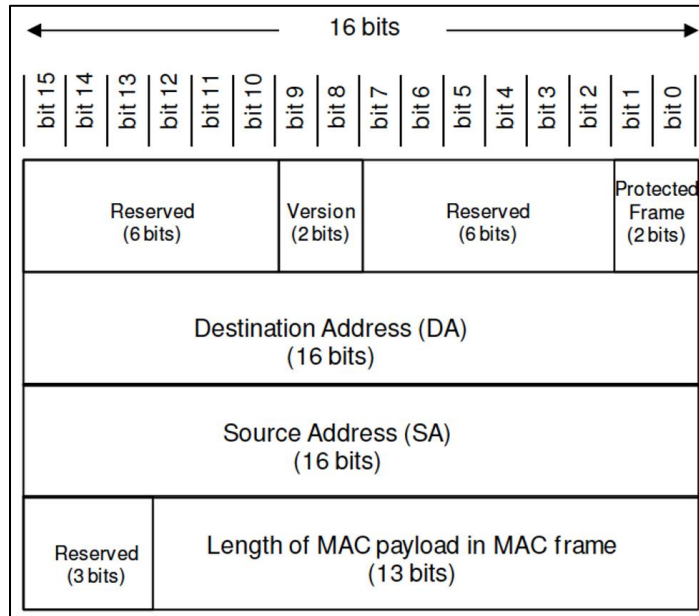 16 bits
bit 15
bit 14
bit 13
bit 12
bit 11
bit 10
bit 9
bit 8
bit 7
bit 6
bit 5
bit 4
bit 3
bit 2
bit 1
bit 0
Reserved
(6 bits)
Version
(2 bits)
Reserved
(6 bits)
Protected
Frame
(2 bits)
Destination Address (DA)
(16 bits)
Source Address (SA)
(16 bits)
Reserved
(3 bits)
Length of MAC payload in MAC frame
(13 bits)